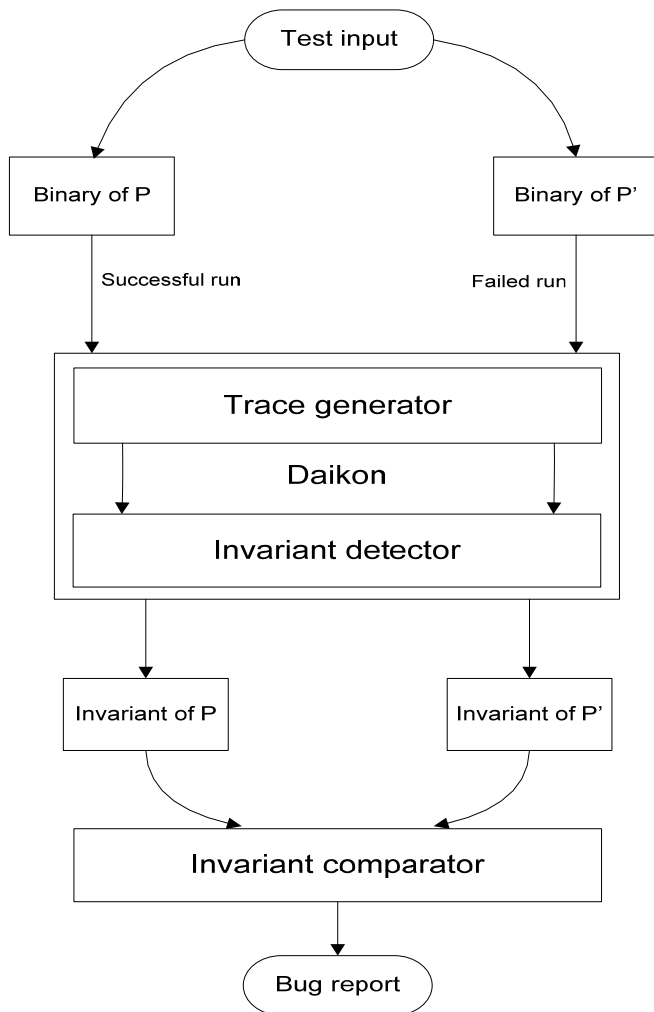 Test input
Binary of P
Binary of P’
Successful run
Failed run
Trace generator
Daikon
Invariant detector
Invariant of P
Invariant of P’
Invariant comparator
Bug report